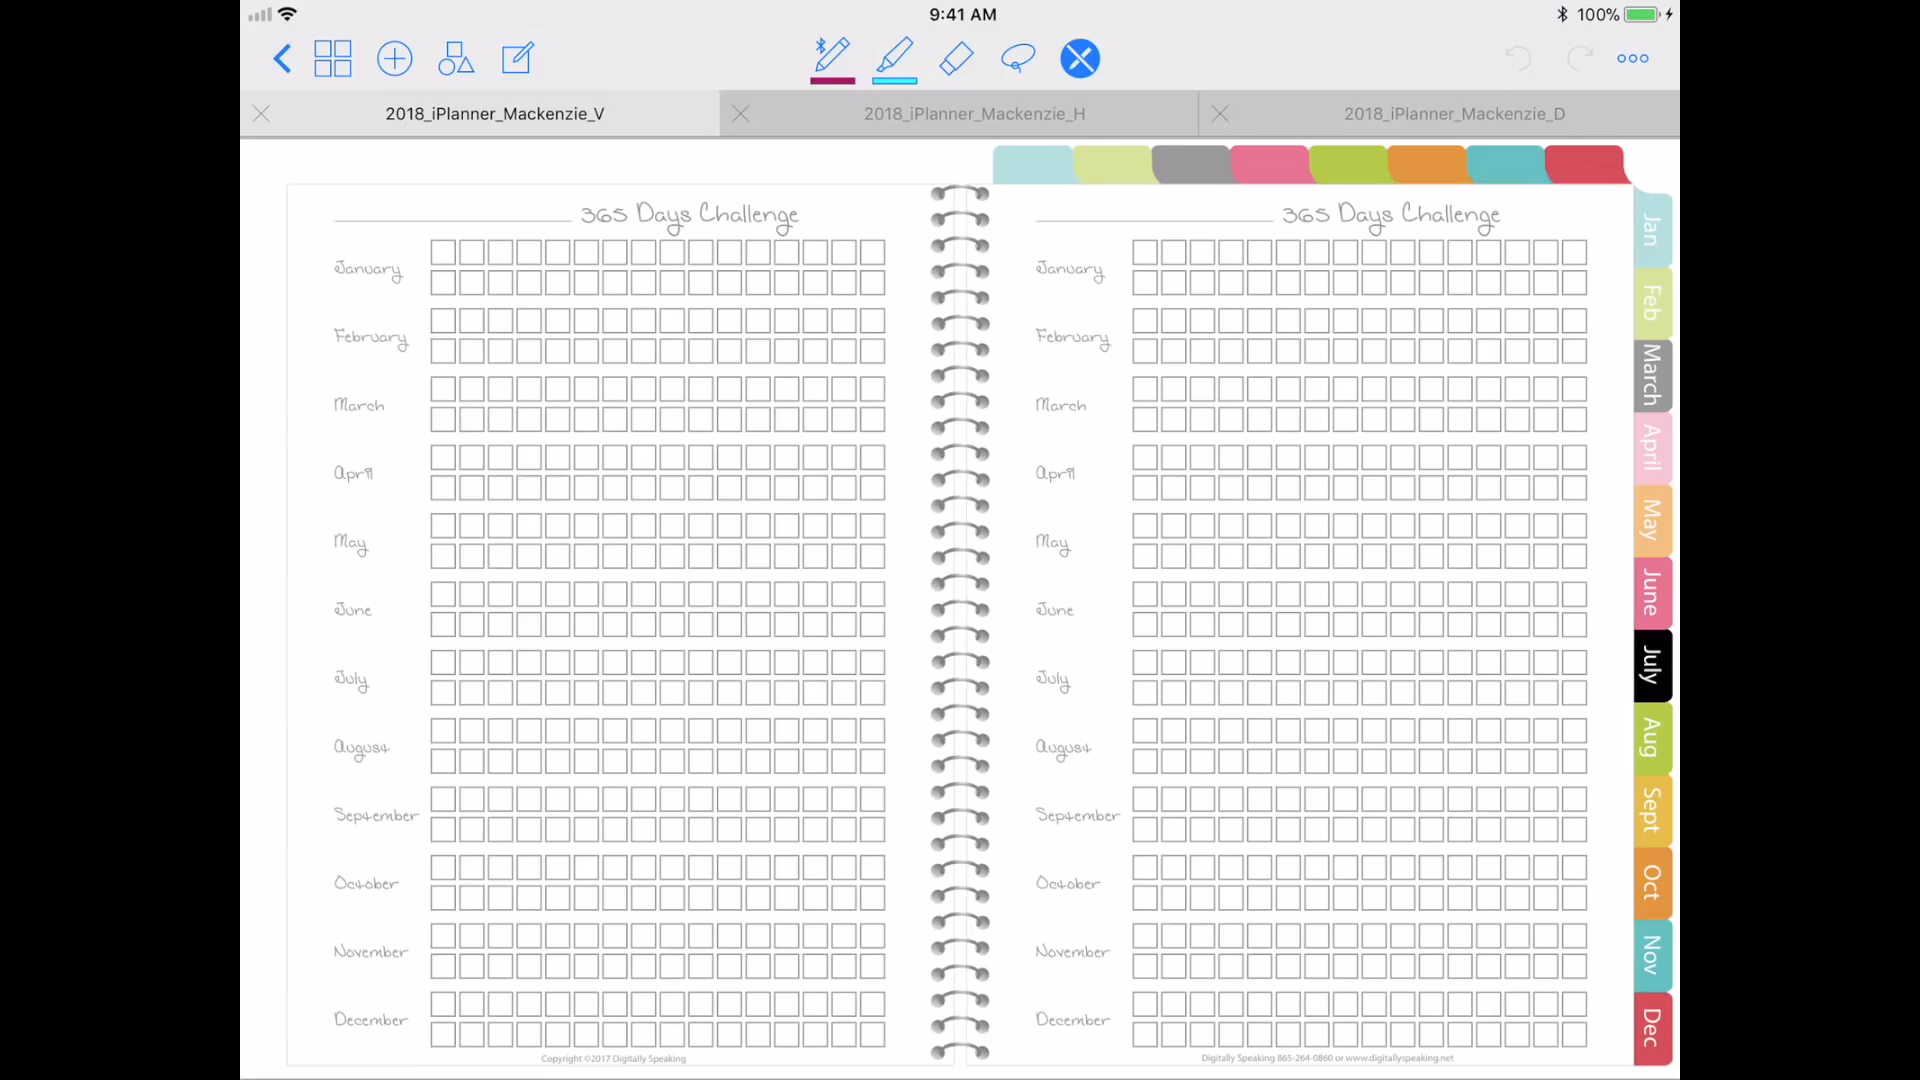 9:41 AM
100%
2018_iPlanner_Mackenzie_V
2018_iPlanner_Mackenzie_H
2018_iPlanner_Mackenzie_D
365 Days Challenge
January
February
March
April
May
June
July
August
September
October
November
December
Copyright ©2017 Digitally Speaking
365 Days Challenge
January
February
March
April
May
June
July
August
September
October
November
December
Digitally Speaking 865-264-0860 or www.digitallyspeaking.net
Jan
Feb
March
April
May
June
July
Aug
Sept
Oct
Nov
Dec